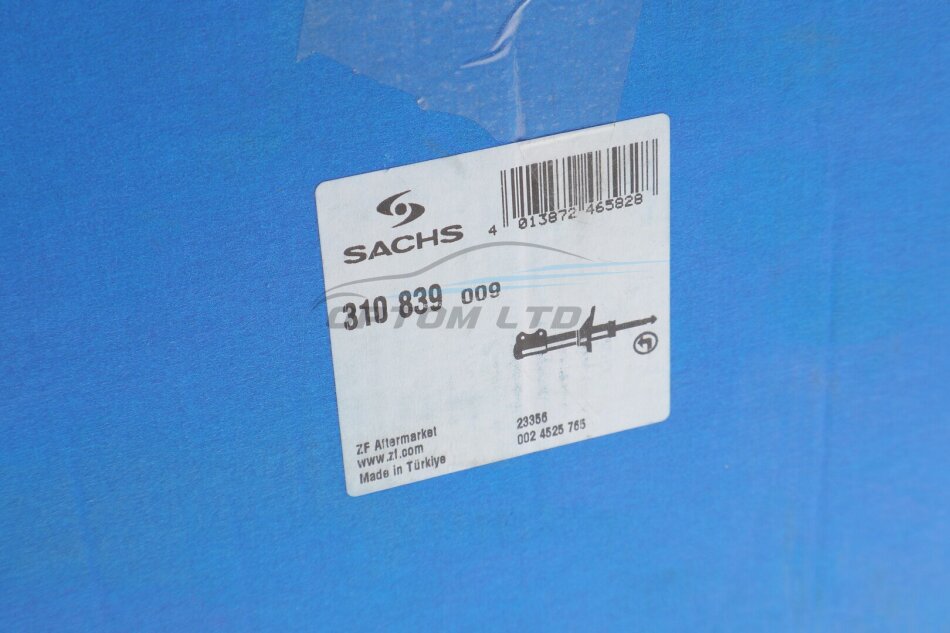 SACHS
4 013872 465828
310 839 009
LTD
ZF Aftermarket
www.zf.com
Made in Türkiye
23356
002 4525 765